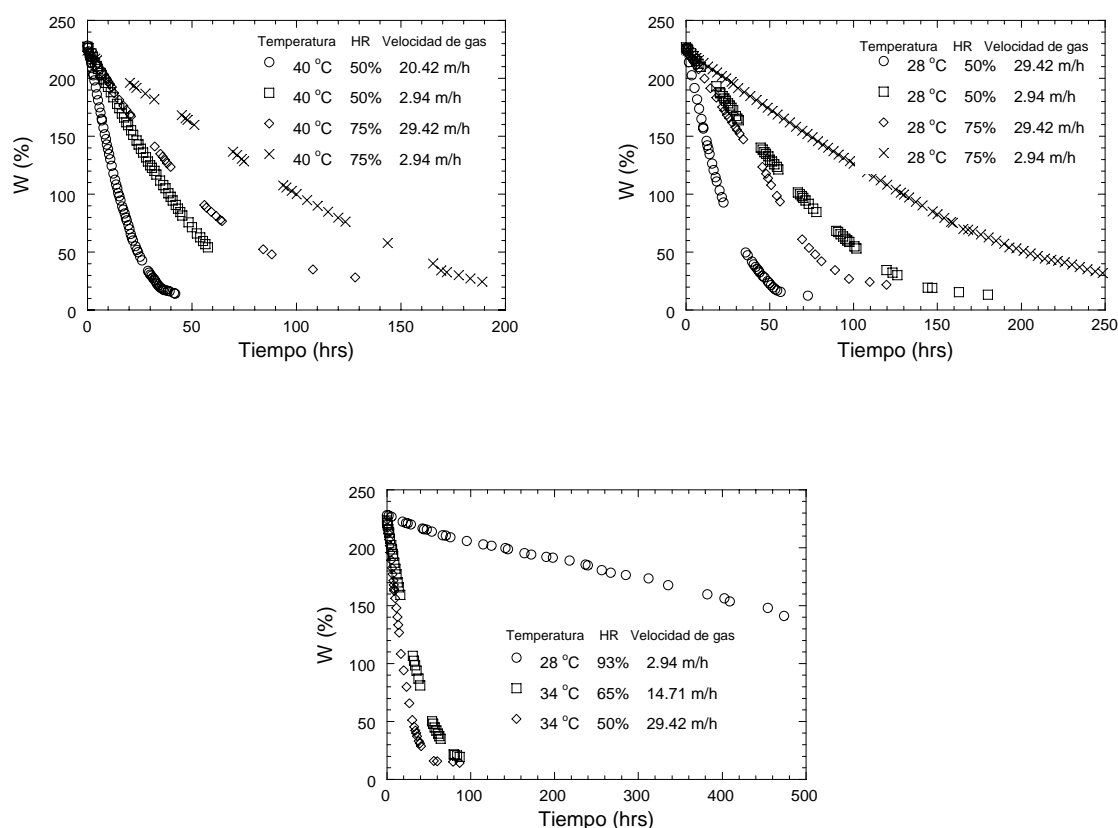 250
200
150
100
50
0
W (%)
Temperatura HR Velocidad de gas
40 °C 50% 20.42 m/h
40 °C 50% 2.94 m/h
40 °C 75% 29.42 m/h
40 °C 75% 2.94 m/h
0 50 100 150 200
Tiempo (hrs)
250
200
150
100
50
0
W (%)
Temperatura HR Velocidad de gas
28 °C 50% 29.42 m/h
28 °C 50% 2.94 m/h
28 °C 75% 29.42 m/h
28 °C 75% 2.94 m/h
0 50 100 150 200 250
Tiempo (hrs)
250
200
150
100
50
0
W (%)
Temperatura HR Velocidad de gas
28 °C 93% 2.94 m/h
34 °C 65% 14.71 m/h
34 °C 50% 29.42 m/h
0 100 200 300 400 500
Tiempo (hrs)